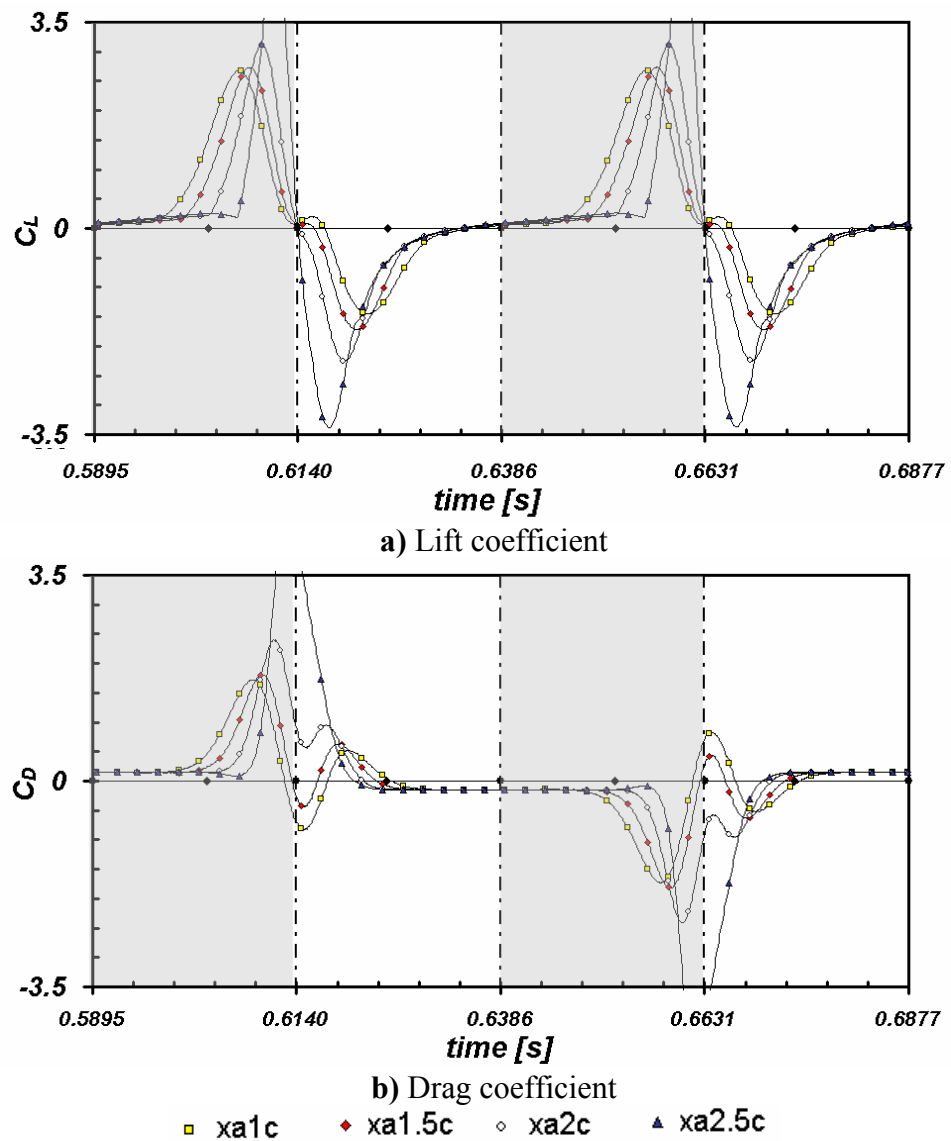 3.5
C_L
0
-3.5
0.5895 0.6140 0.6386 0.6631 0.6877
time [s]
a) Lift coefficient
3.5
C_D
0
-3.5
0.5895 0.6140 0.6386 0.6631 0.6877
time [s]
b) Drag coefficient
xa1c xa1.5c xa2c xa2.5c